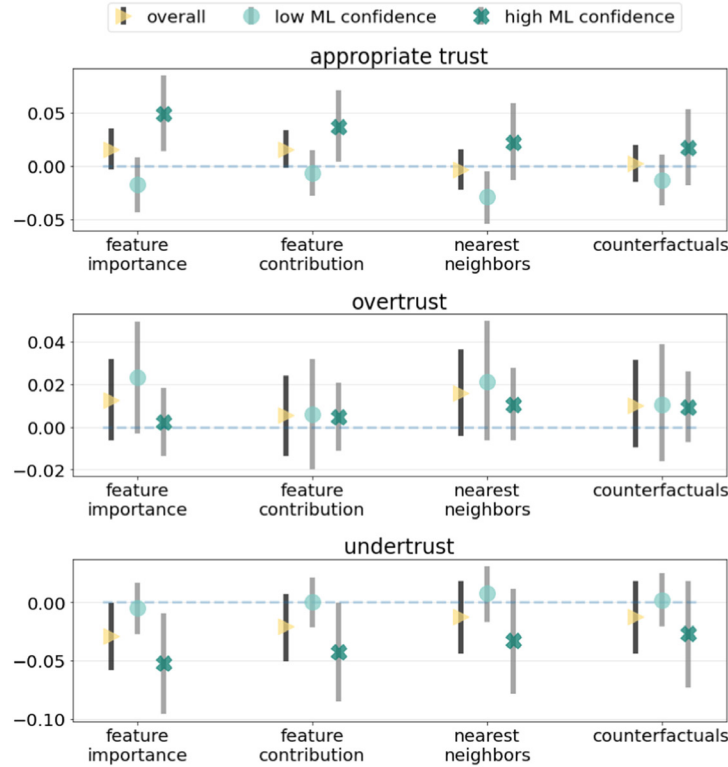 overall low ML confidence high ML confidence
appropriate trust
0.05
0.00
−0.05
feature importance
feature contribution
nearest neighbors
counterfactuals
overtrust
0.04
0.02
0.00
−0.02
feature importance
feature contribution
nearest neighbors
counterfactuals
undertrust
0.00
−0.05
−0.10
feature importance
feature contribution
nearest neighbors
counterfactuals